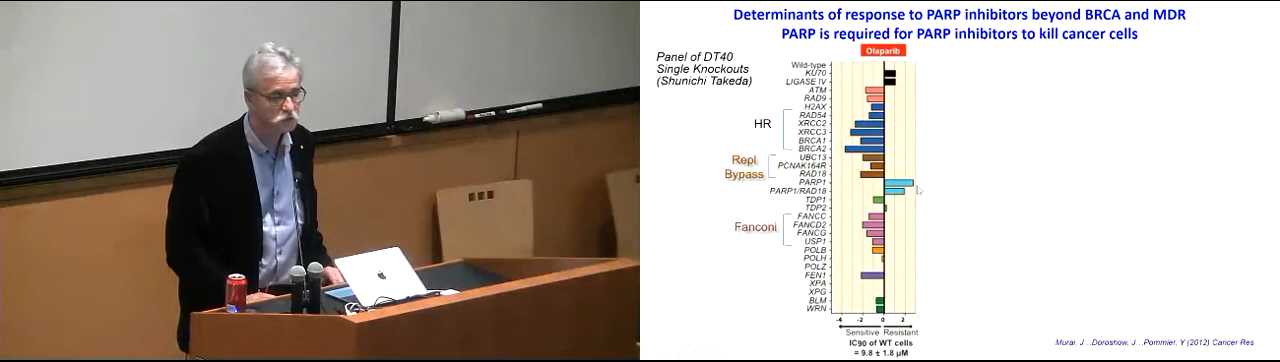 Determinants of response to PARP inhibitors beyond BRCA and MDR
PARP is required for PARP inhibitors to kill cancer cells
Panel of DT40
Single Knockouts
(Shunichi Takeda)
Olaparib
Wild-type
KU70
LIGASE IV
ATM
RAD9
H2AX
RAD54
HR
XRCC2
XRCC3
BRCA1
BRCA2
Repl
Bypass
UBC13
PCNAK164R
RAD18
PARP1
PARP1/RAD18
TDP1
TDP2
Fanconi
FANCC
FANCD2
FANCG
USP1
POLB
POLH
POLZ
FEN1
XPA
XPG
BLM
WRN
-4 -2 0 2
Sensitive Resistant
IC90 of WT cells
= 9.8 ± 1.8 µM
Murai, J...Doroshow, J...Pommier, Y (2012) Cancer Res